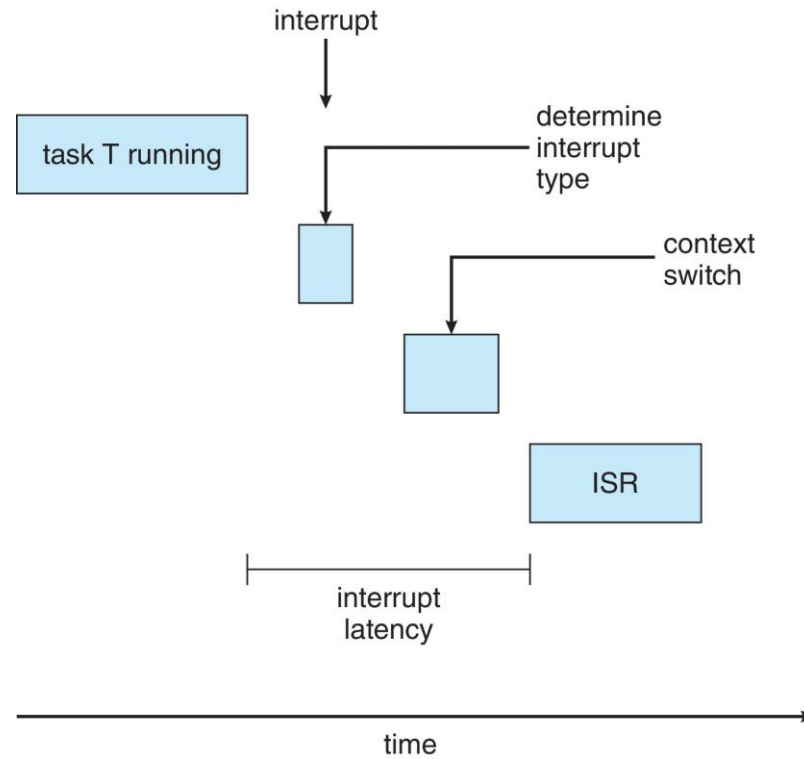 interrupt
task T running
determine
interrupt
type
context
switch
ISR
interrupt
latency
time